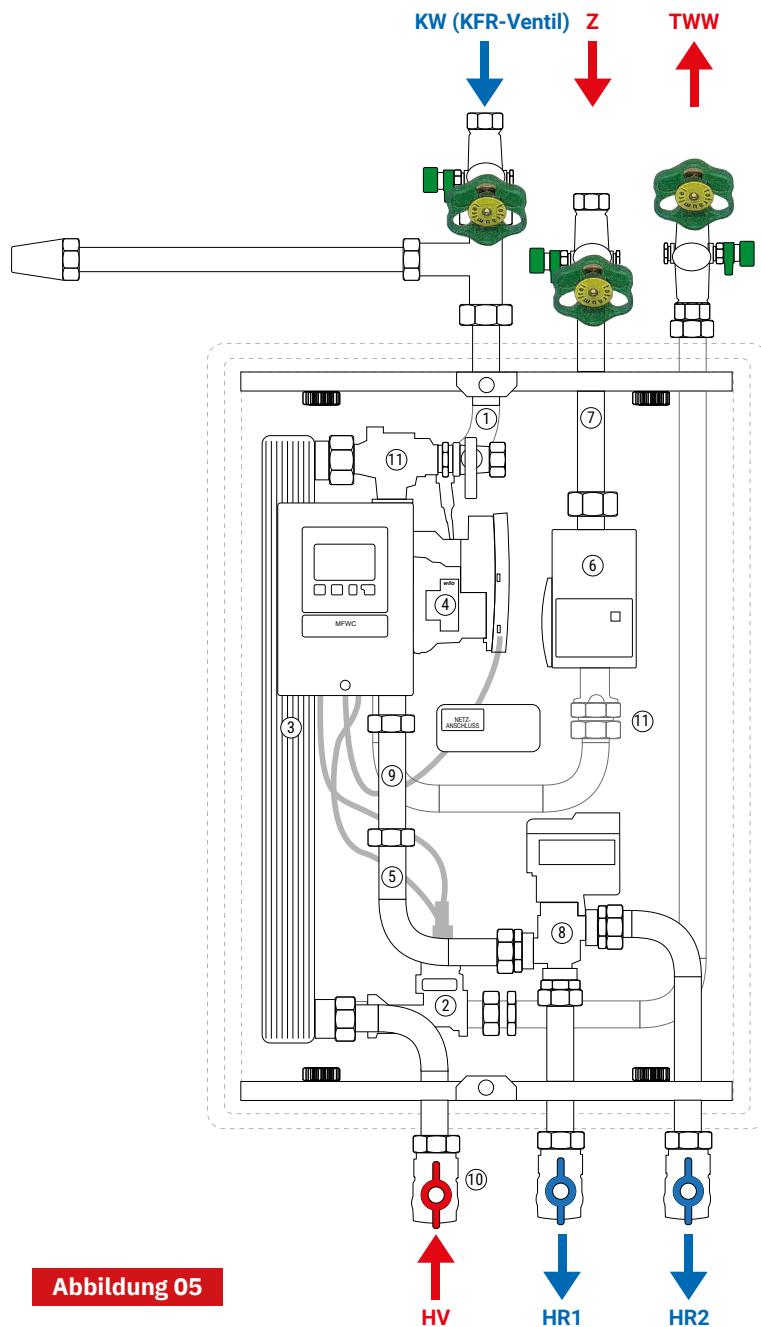 KW (KFR-Ventil) Z TWW
1
7
11
6
wilo
4
MFWC
NETZ-
ANSCHLUSS
11
3
9
5
8
2
10
Abbildung 05
HV HR1 HR2